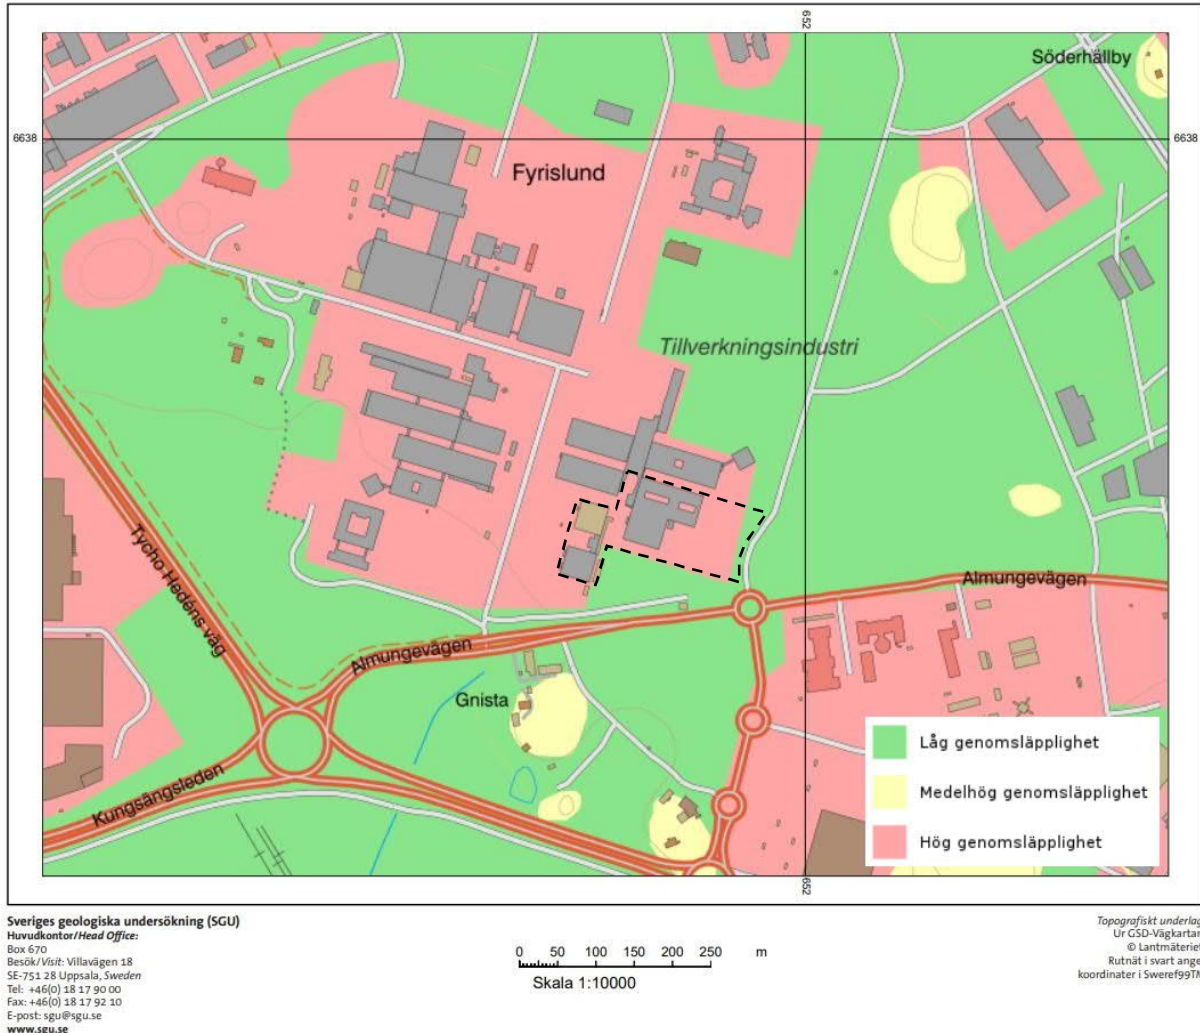 652
Söderhällby
6638
6638
Fyrislund
Tillverkningsindustri
Tycho Hedéns väg
Almungevägen
Almungevägen
Gnista
Kungsängsleden
Låg genomsläpplighet
Medelhög genomsläpplighet
Hög genomsläpplighet
652
Sveriges geologiska undersökning (SGU)
Huvudkontor/Head Office:
Box 670
Besök/Visit: Villavägen 18
SE-751 28 Uppsala, Sweden
Tel: +46(0) 18 17 90 00
Fax: +46(0) 18 17 92 10
E-post: sgu@sgu.se
www.sgu.se
0 50 100 150 200 250 m
Skala 1:10000
Topografiskt underlag
Ur GSD-Vägkartan
© Lantmäteriet
Rutnät i svart anger
koordinater i Sweref99TM